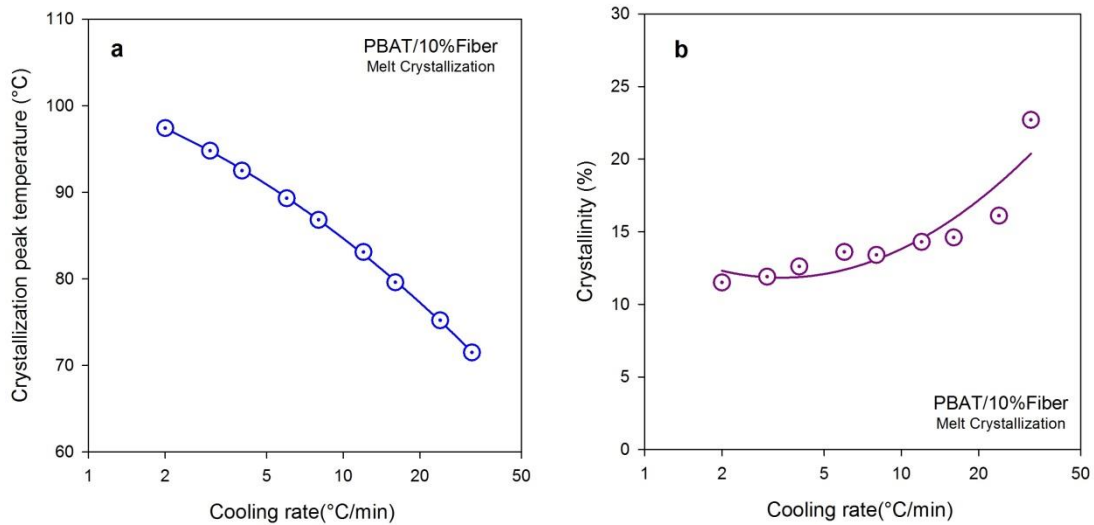 a
PBAT/10%Fiber
Melt Crystallization
Crystallization peak temperature (°C)
110
100
90
80
70
60
1 2 5 10 20 50
Cooling rate(°C/min)
b
PBAT/10%Fiber
Melt Crystallization
Crystallinity (%)
30
25
20
15
10
5
0
1 2 5 10 20 50
Cooling rate(°C/min)